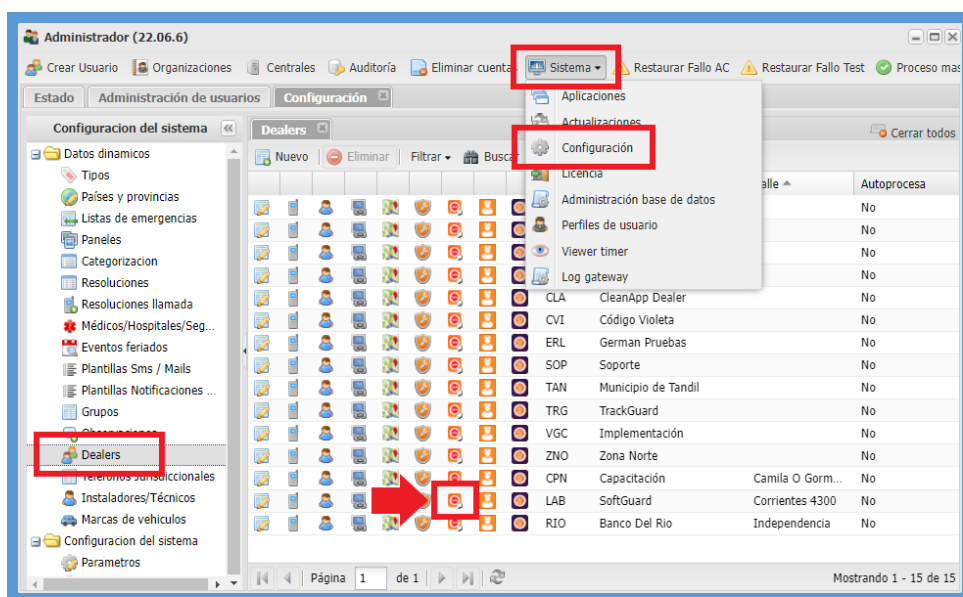 Administrador (22.06.6)
Crear Usuario Organizaciones Centrales Auditoría Eliminar cuentas Sistema Restaurar Fallo AC Restaurar Fallo Test Proceso mas
Estado Administración de usuarios Configuración
Configuracion del sistema
Dealers
Cerrar todos
Nuevo Eliminar Filtrar Buscar
Aplicaciones
Actualizaciones
Configuración
Licencia
Administración base de datos
Perfiles de usuario
Viewer timer
Log gateway
Datos dinamicos
Tipos
Países y provincias
Listas de emergencias
Paneles
Categorizacion
Resoluciones
Resoluciones llamada
Médicos/Hospitales/Seg...
Eventos feriados
Plantillas Sms / Mails
Plantillas Notificaciones ...
Grupos
Observaciones
Dealers
Telefonos Jurisdiccionales
Instaladores/Técnicos
Marcas de vehiculos
Configuracion del sistema
Parametros
alle Autoprocesa
No
No
No
No
CLA CleanApp Dealer No
CVI Código Violeta No
ERL German Pruebas No
SOP Soporte No
TAN Municipio de Tandil No
TRG TrackGuard No
VGC Implementación No
ZNO Zona Norte No
CPN Capacitación Camila O Gorm... No
LAB SoftGuard Corrientes 4300 No
RIO Banco Del Rio Independencia No
Página 1 de 1
Mostrando 1 - 15 de 15